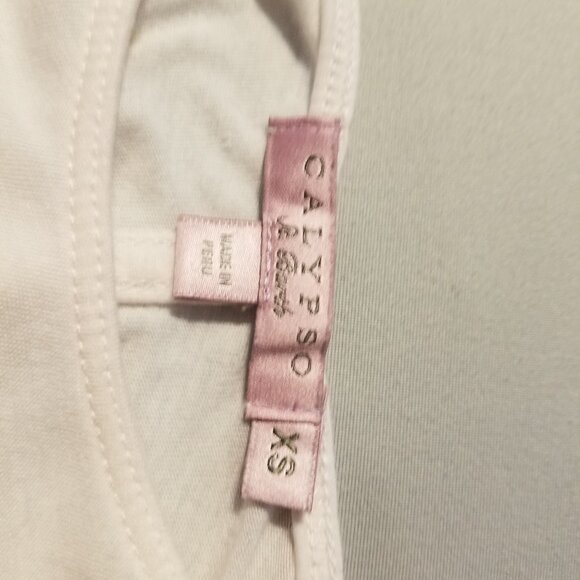 CALYPSO
St. Barth
XS
MADE IN
PERU